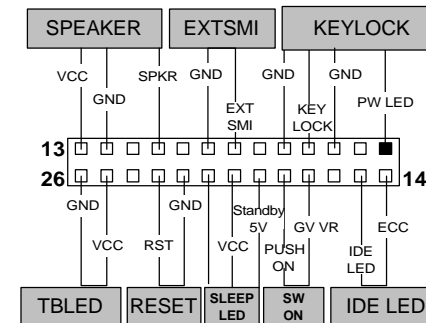 SPEAKER EXTSMI KEYLOCK
VCC SPKR GND GND GND
GND EXT SMI KEY LOCK PW LED
13
26 14
GND GND Standby 5V ECC
VCC RST VCC PUSH ON GV VR IDE LED
TBLED RESET SLEEP LED SW ON IDE LED